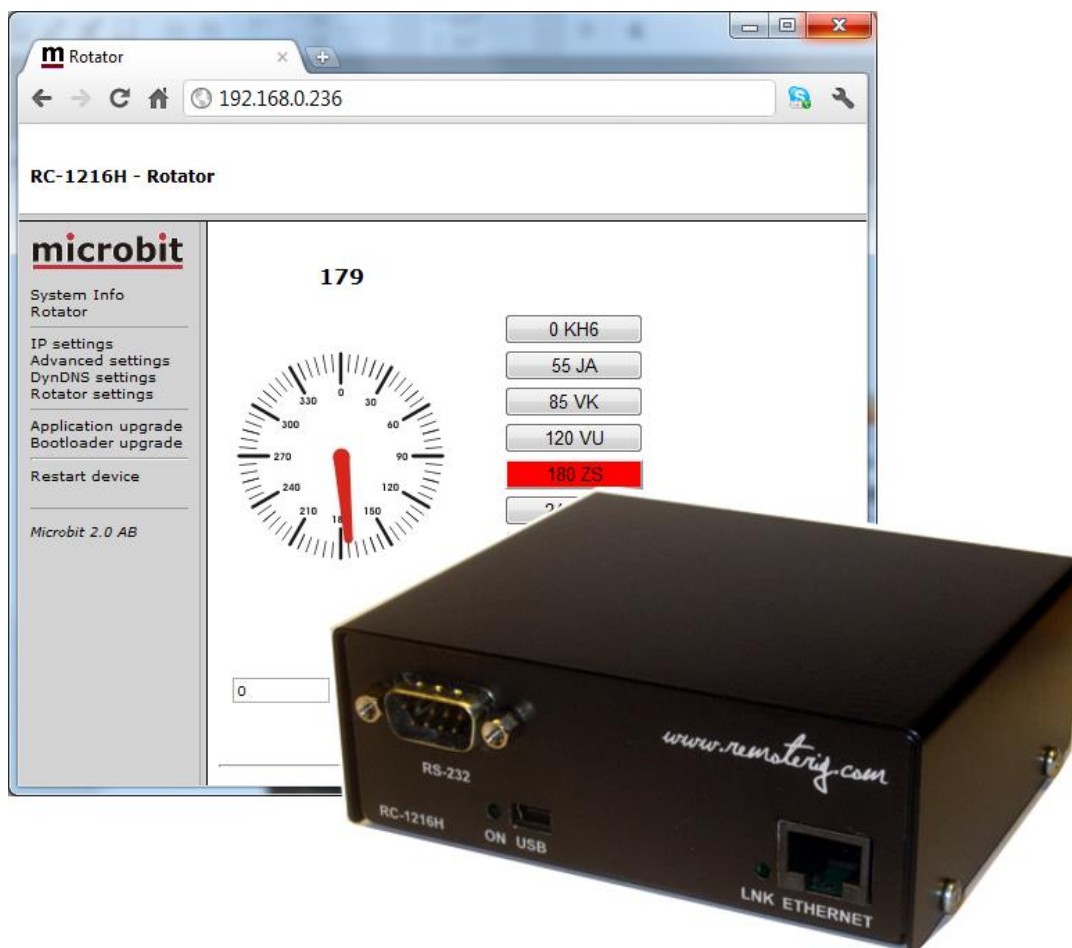 m Rotator
192.168.0.236
RC-1216H - Rotator
microbit
System Info
Rotator
IP settings
Advanced settings
DynDNS settings
Rotator settings
Application upgrade
Bootloader upgrade
Restart device
Microbit 2.0 AB
179
0
30
60
90
120
150
210
240
270
300
330
0 KH6
55 JA
85 VK
120 VU
180 ZS
0
www.remoterig.com
RS-232
RC-1216H
ON USB
LNK ETHERNET